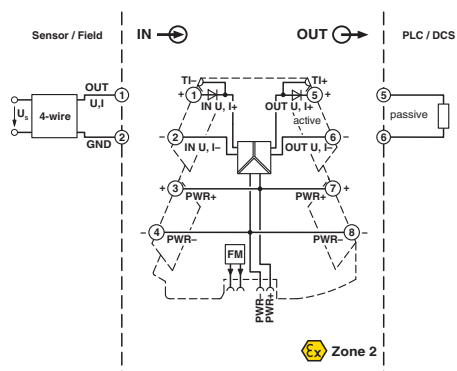 Sensor / Field
IN
OUT
PLC / DCS
TI–
TI+
OUT
U,I
1
+
1
IN U, I+
OUT U, I+
5
+
5
Us
4-wire
active
passive
GND
2
–
2
IN U, I–
OUT U, I–
6
–
6
+
3
PWR+
PWR+
7
+
–
4
PWR–
PWR–
8
–
FM
PWR–
PWR+
Ex
Zone 2